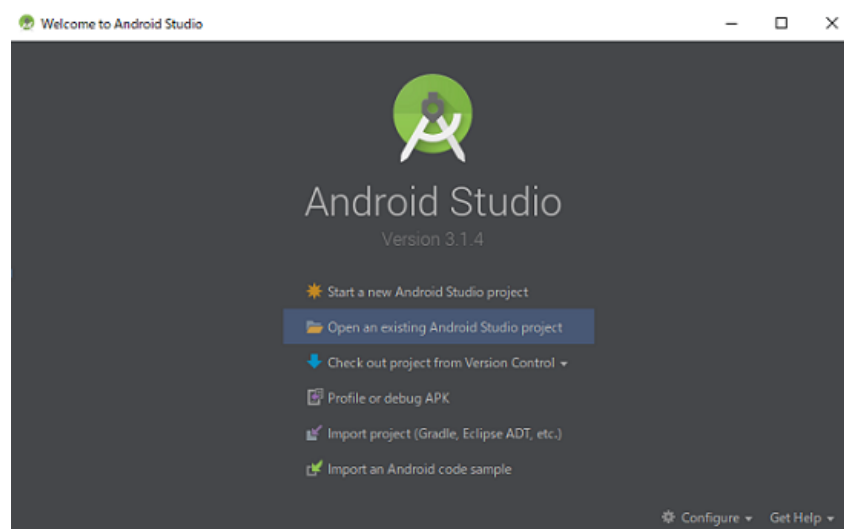 Welcome to Android Studio
Android Studio
Version 3.1.4
Start a new Android Studio project
Open an existing Android Studio project
Check out project from Version Control
Profile or debug APK
Import project (Gradle, Eclipse ADT, etc.)
Import an Android code sample
Configure Get Help